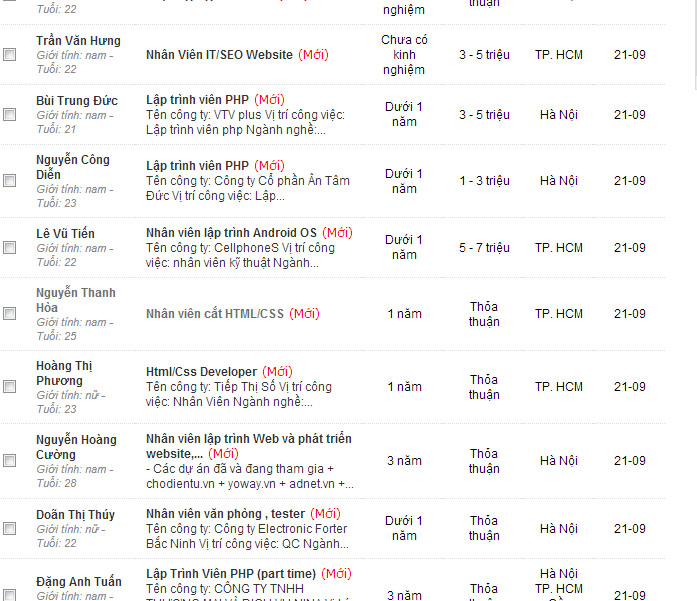 Tuổi: 22
nghiệm
thuận
Trần Văn Hưng
Giới tính: nam -
Tuổi: 22
Nhân Viên IT/SEO Website (Mới)
Chưa có
kinh
nghiệm
3 - 5 triệu
TP. HCM
21-09
Bùi Trung Đức
Giới tính: nam -
Tuổi: 21
Lập trình viên PHP (Mới)
Tên công ty: VTV plus Vị trí công việc:
Lập trình viên php Ngành nghề:...
Dưới 1
năm
3 - 5 triệu
Hà Nội
21-09
Nguyễn Công
Diễn
Giới tính: nam -
Tuổi: 23
Lập trình viên PHP (Mới)
Tên công ty: Công ty Cổ phần Ân Tâm
Đức Vị trí công việc: Lập...
Dưới 1
năm
1 - 3 triệu
Hà Nội
21-09
Lê Vũ Tiến
Giới tính: nam -
Tuổi: 22
Nhân viên lập trình Android OS (Mới)
Tên công ty: CellphoneS Vị trí công
việc: nhân viên kỹ thuật Ngành...
Dưới 1
năm
5 - 7 triệu
TP. HCM
21-09
Nguyễn Thanh
Hóa
Giới tính: nam -
Tuổi: 25
Nhân viên cắt HTML/CSS (Mới)
1 năm
Thỏa
thuận
TP. HCM
21-09
Hoàng Thị
Phương
Giới tính: nữ -
Tuổi: 23
Html/Css Developer (Mới)
Tên công ty: Tiếp Thị Số Vị trí công
việc: Nhân Viên Ngành nghề:...
1 năm
Thỏa
thuận
TP. HCM
21-09
Nguyễn Hoàng
Cường
Giới tính: nam -
Tuổi: 28
Nhân viên lập trình Web và phát triển
website,... (Mới)
- Các dự án đã và đang tham gia +
chodientu.vn + yoway.vn + adnet.vn +...
3 năm
Thỏa
thuận
Hà Nội
21-09
Doãn Thị Thúy
Giới tính: nữ -
Tuổi: 22
Nhân viên văn phòng , tester (Mới)
Tên công ty: Công ty Electronic Forter
Bắc Ninh Vị trí công việc: QC Ngành...
Dưới 1
năm
Thỏa
thuận
Hà Nội
21-09
Đặng Anh Tuấn
Giới tính: nam -
Lập Trình Viên PHP (part time) (Mới)
Tên công ty: CÔNG TY TNHH
3 năm
Thỏa
Hà Nội
TP. HCM
21-09